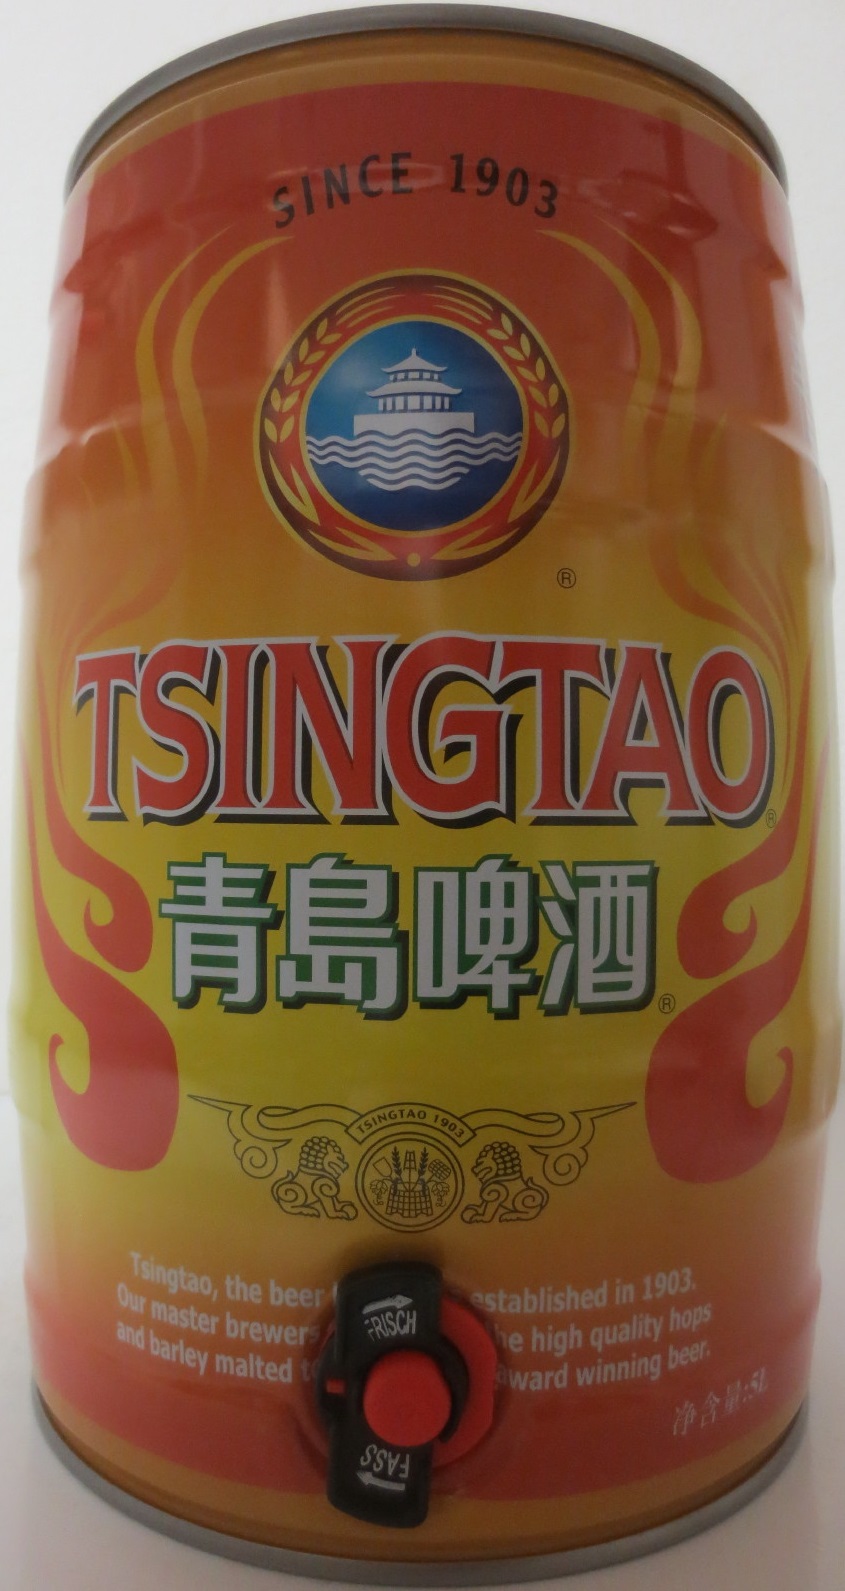 SINCE 1903
®
TSINGTAO®
青島啤酒®
TSINGTAO 1903
Tsingtao, the beer established in 1903.
Our master brewers high quality hops
and barley malted award winning beer.
净含量:5L
FRISCH
FASS